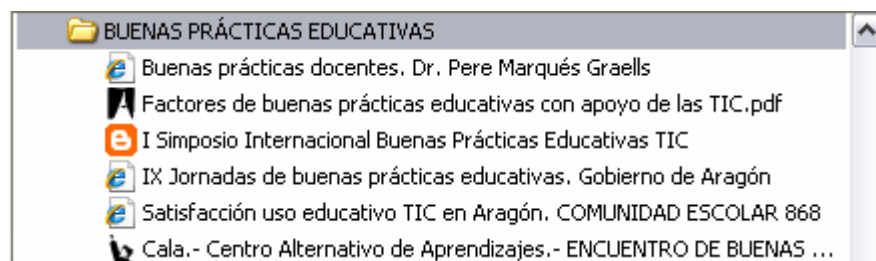 BUENAS PRÁCTICAS EDUCATIVAS
Buenas prácticas docentes. Dr. Pere Marqués Graells
Factores de buenas prácticas educativas con apoyo de las TIC.pdf
I Simposio Internacional Buenas Prácticas Educativas TIC
IX Jornadas de buenas prácticas educativas. Gobierno de Aragón
Satisfacción uso educativo TIC en Aragón. COMUNIDAD ESCOLAR 868
Cala.- Centro Alternativo de Aprendizajes.- ENCUENTRO DE BUENAS ...